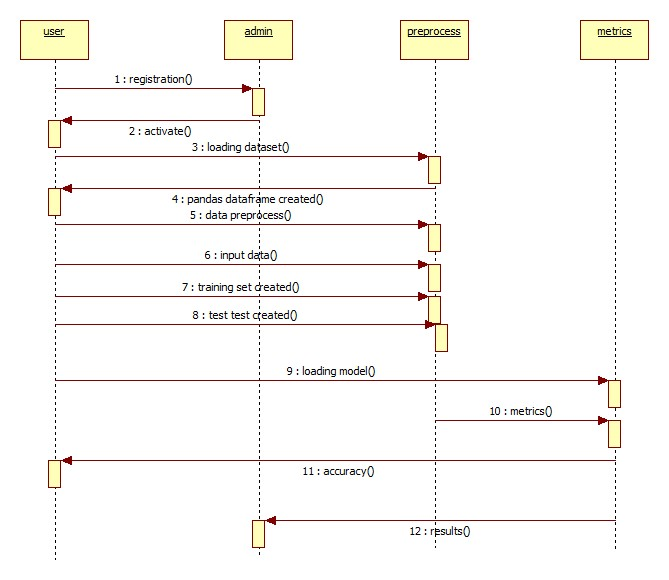 user
admin
preprocess
metrics
1 : registration()
2 : activate()
3 : loading dataset()
4 : pandas dataframe created()
5 : data preprocess()
6 : input data()
7 : training set created()
8 : test test created()
9 : loading model()
10 : metrics()
11 : accuracy()
12 : results()